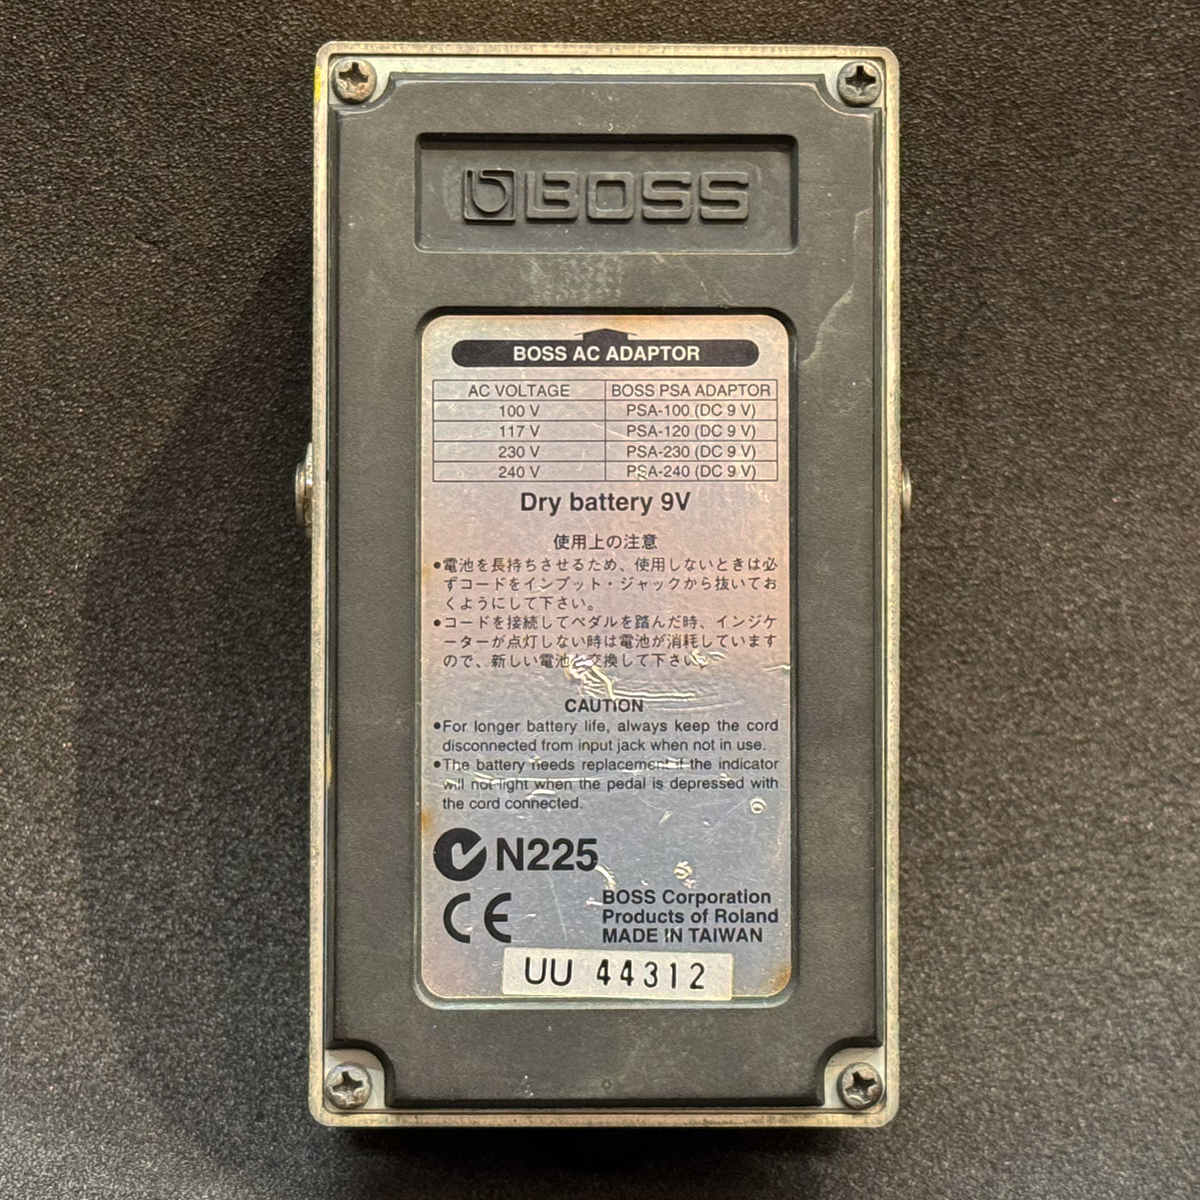 BOSS
BOSS AC ADAPTOR
AC VOLTAGE BOSS PSA ADAPTOR
100 V PSA-100 (DC 9 V)
117 V PSA-120 (DC 9 V)
230 V PSA-230 (DC 9 V)
240 V PSA-240 (DC 9 V)
Dry battery 9V
使用上の注意
●電池を長持ちさせるため、使用しないときは必
ずコードをインプット・ジャックから抜いてお
くようにして下さい。
●コードを接続してペダルを踏んだ時、インジケ
ーターが点灯しない時は電池が消耗しています
ので、新しい電池と交換して下さい。
CAUTION
●For longer battery life, always keep the cord
disconnected from input jack when not in use.
●The battery needs replacement if the indicator
will not light when the pedal is depressed with
the cord connected.
N225
CE
BOSS Corporation
Products of Roland
MADE IN TAIWAN
UU 44312